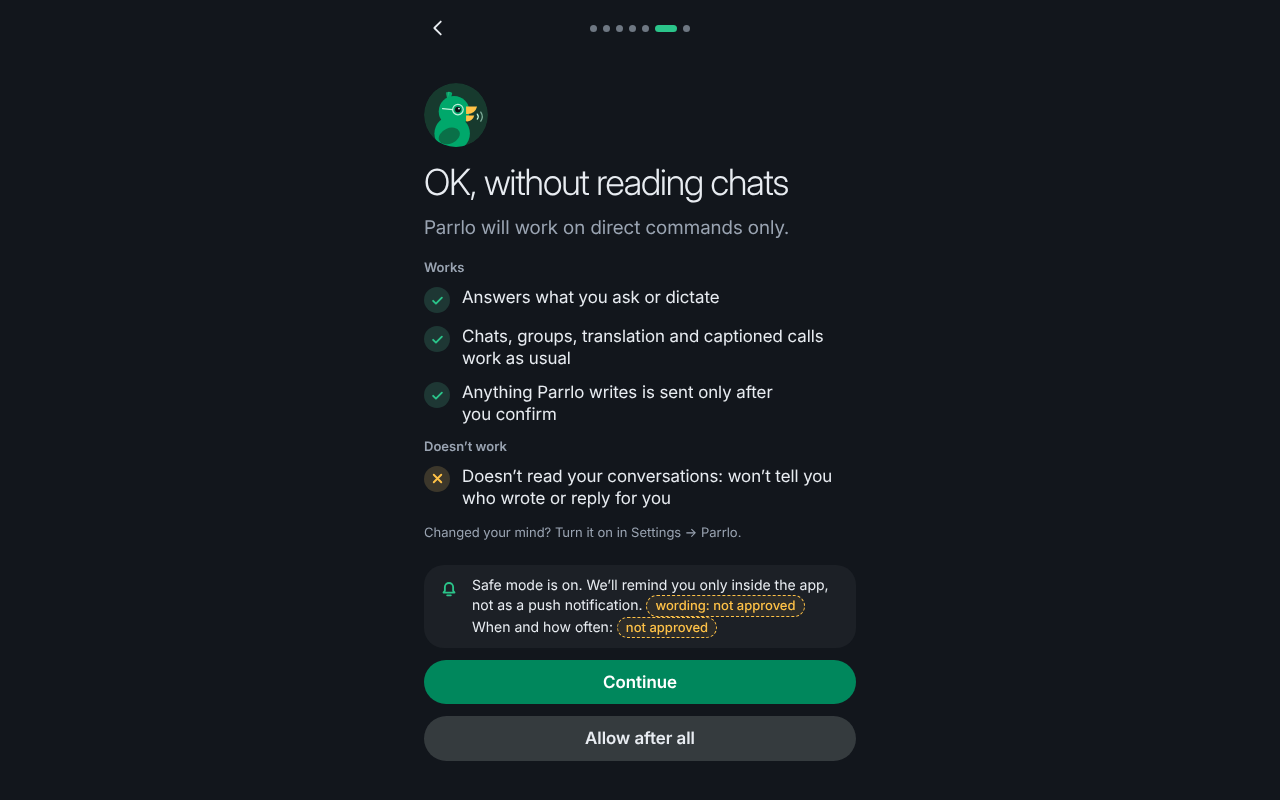 OK, without reading chats
Parrlo will work on direct commands only.
Works
Answers what you ask or dictate
Chats, groups, translation and captioned calls
work as usual
Anything Parrlo writes is sent only after
you confirm
Doesn’t work
Doesn’t read your conversations: won’t tell you
who wrote or reply for you
Changed your mind? Turn it on in Settings → Parrlo.
Safe mode is on. We’ll remind you only inside the app,
not as a push notification. wording: not approved
When and how often: not approved
Continue
Allow after all